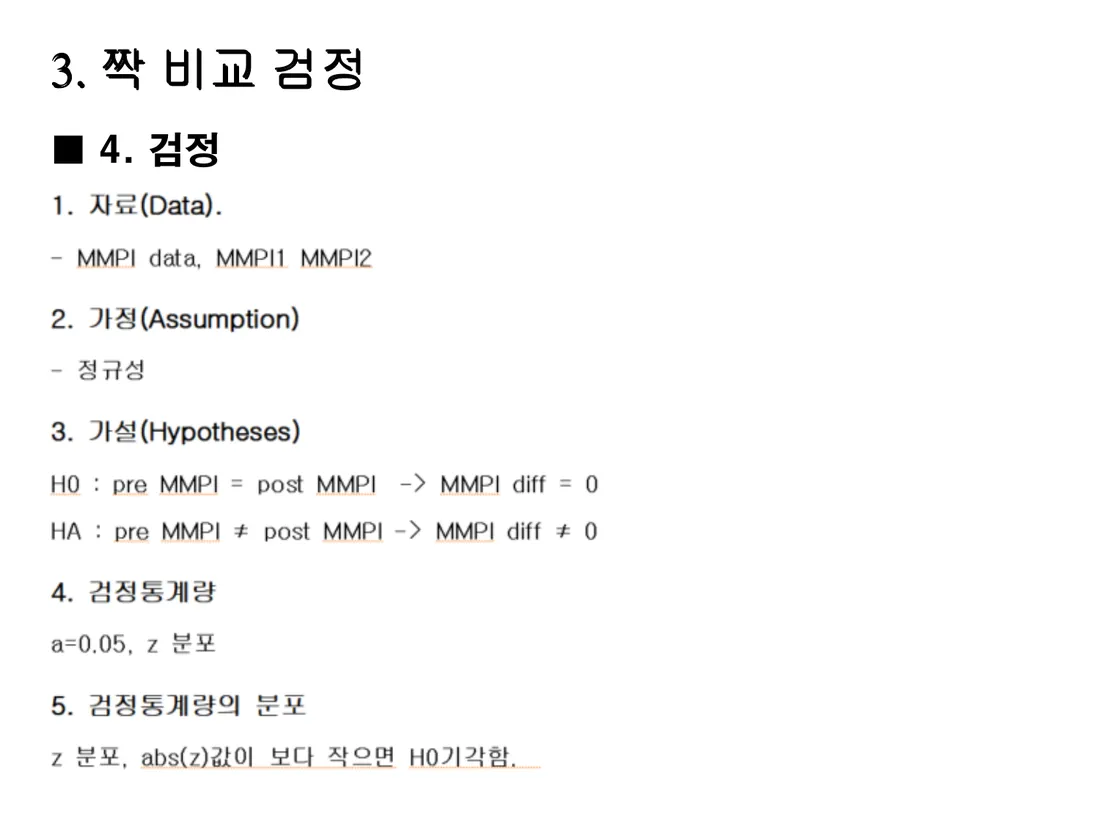 3. 짝 비교 검정
■ 4. 검정
1. 자료(Data).
- MMPI data, MMPI1 MMPI2
2. 가정(Assumption)
- 정규성
3. 가설(Hypotheses)
H0 : pre MMPI = post MMPI -> MMPI diff = 0
HA : pre MMPI ≠ post MMPI -> MMPI diff ≠ 0
4. 검정통계량
a=0.05, z 분포
5. 검정통계량의 분포
z 분포, abs(z)값이 보다 작으면 H0기각함.